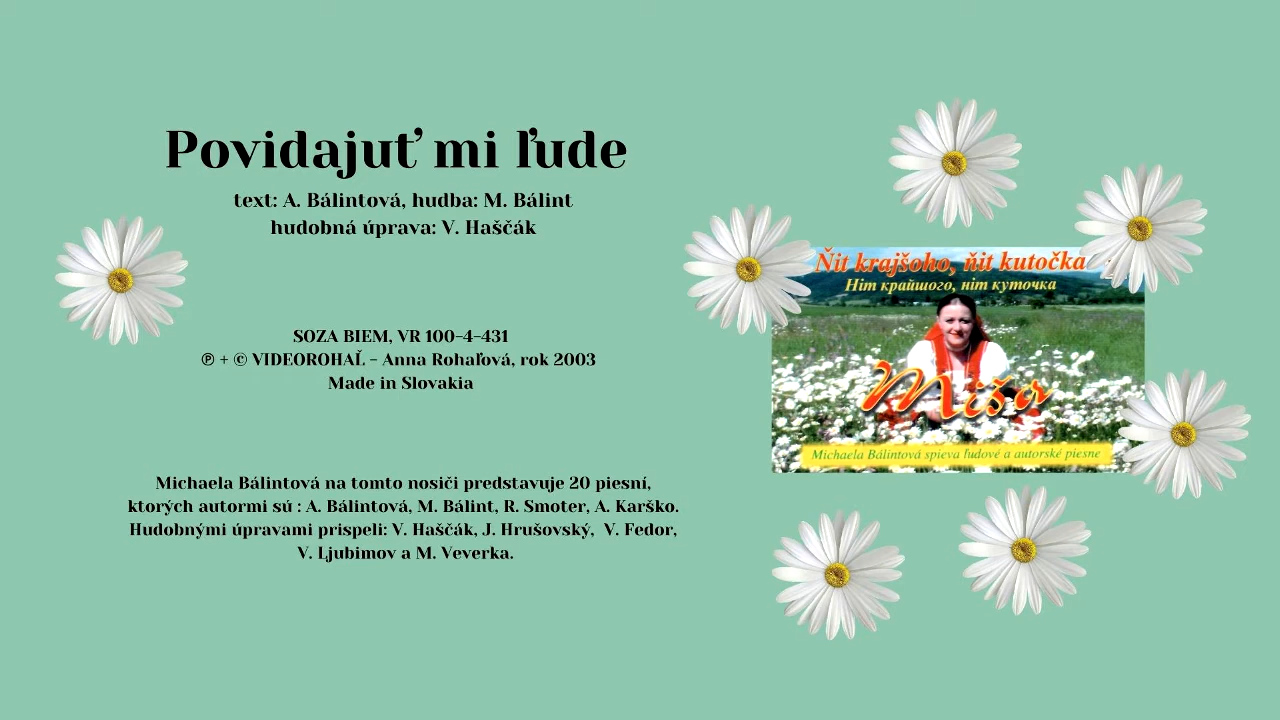 Povidajuť mi ľude
text: A. Bálintová, hudba: M. Bálint
hudobná úprava: V. Haščák
SOZA BIEM, VR 100-4-431
℗ + © VIDEOROHAĽ - Anna Rohaľová, rok 2003
Made in Slovakia
Michaela Bálintová na tomto nosiči predstavuje 20 piesní,
ktorých autormi sú : A. Bálintová, M. Bálint, R. Smoter, A. Karško.
Hudobnými úpravami prispeli: V. Haščák, J. Hrušovský, V. Fedor,
V. Ljubimov a M. Veverka.
Ňit krajšoho, ňit kutočka
Нїт крайшого, нїт куточка
Mišа
Michaela Bálintová spieva ľudové a autorské piesne